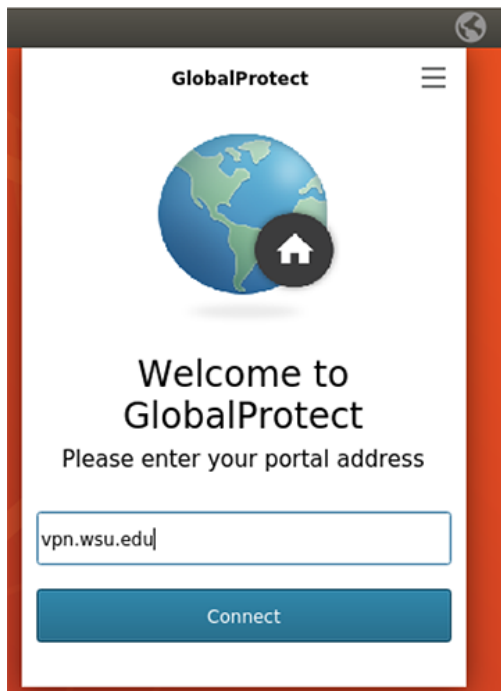 GlobalProtect
Welcome to
GlobalProtect
Please enter your portal address
vpn.wsu.edu
Connect